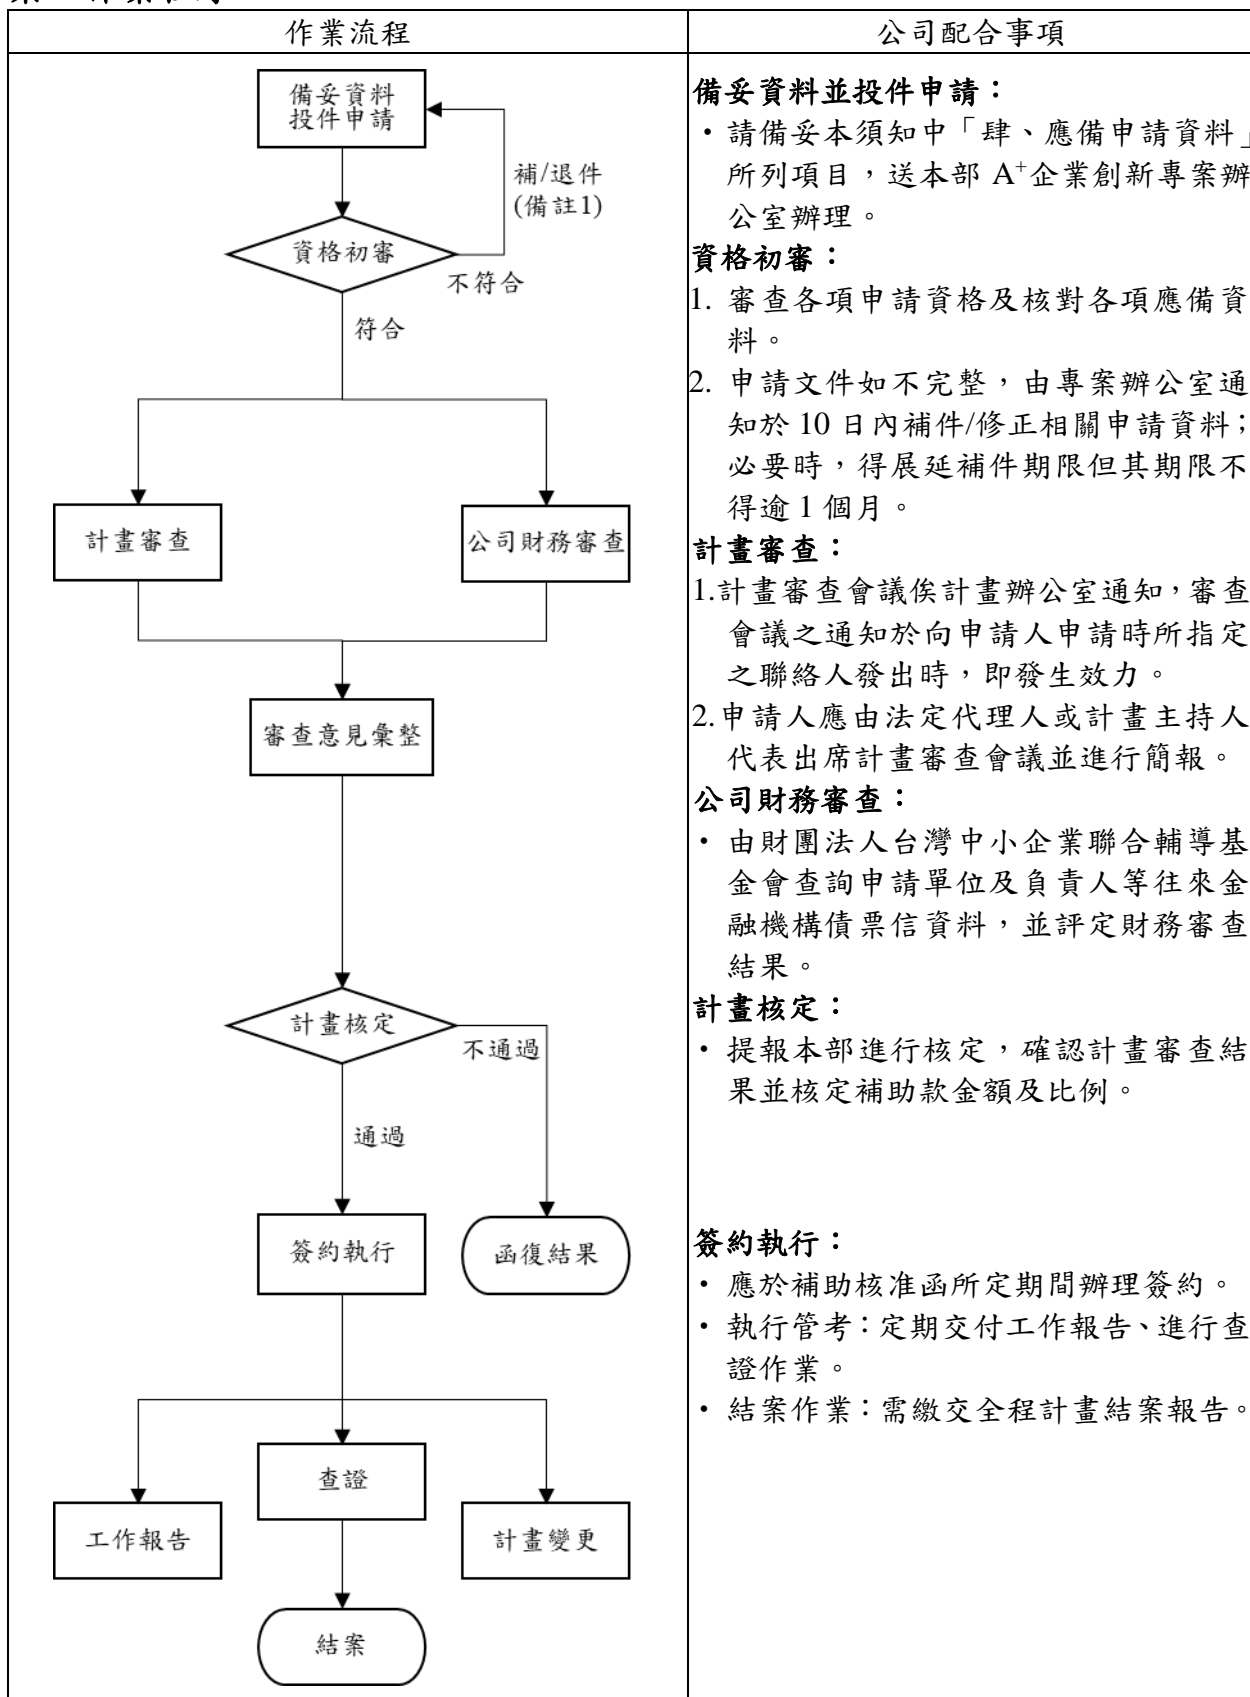 作業流程
公司配合事項
備妥資料
投件申請
補/退件
(備註1)
資格初審
不符合
符合
計畫審查
公司財務審查
審查意見彙整
計畫核定
不通過
通過
簽約執行
函復結果
查證
工作報告
計畫變更
結案
備妥資料並投件申請：
・請備妥本須知中「肆、應備申請資料」
所列項目，送本部 A⁺企業創新專案辦
公室辦理。
資格初審：
1. 審查各項申請資格及核對各項應備資
料。
2. 申請文件如不完整，由專案辦公室通
知於 10 日內補件/修正相關申請資料；
必要時，得展延補件期限但其期限不
得逾 1 個月。
計畫審查：
1.計畫審查會議俟計畫辦公室通知，審查
會議之通知於向申請人申請時所指定
之聯絡人發出時，即發生效力。
2.申請人應由法定代理人或計畫主持人
代表出席計畫審查會議並進行簡報。
公司財務審查：
・由財團法人台灣中小企業聯合輔導基
金會查詢申請單位及負責人等往來金
融機構債票信資料，並評定財務審查
結果。
計畫核定：
・提報本部進行核定，確認計畫審查結
果並核定補助款金額及比例。
簽約執行：
・應於補助核准函所定期間辦理簽約。
・執行管考：定期交付工作報告、進行查
證作業。
・結案作業：需繳交全程計畫結案報告。